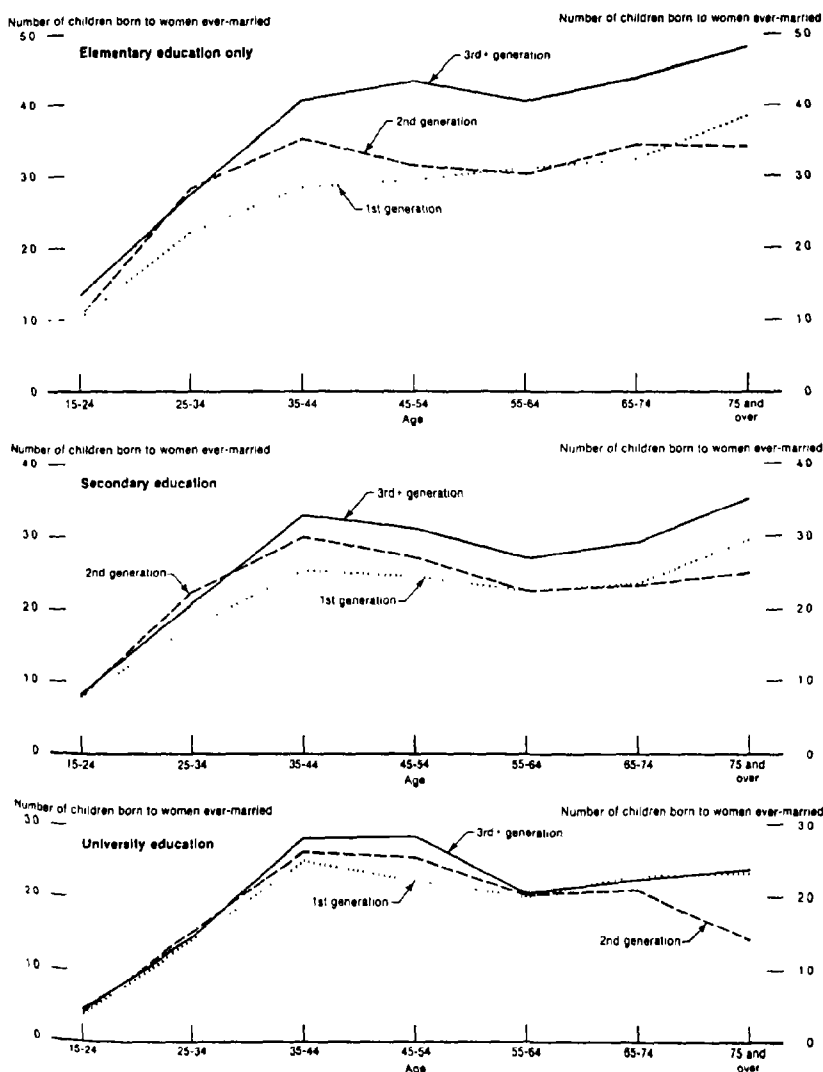 Number of children born to women ever-married Number of children born to women ever-married
5 0 5 0
Elementary education only
3rd+ generation
4 0 4 0
2nd generation
3 0 3 0
1st generation
2 0 2 0
1 0 1 0
0 0
15-24 25-34 35-44 45-54 55-64 65-74 75 and
Age over
Number of children born to women ever-married Number of children born to women ever-married
4 0 4 0
Secondary education
3rd+ generation
3 0 3 0
2nd generation
1st generation
2 0 2 0
1 0 1 0
0 0
15-24 25-34 35-44 45-54 55-64 65-74 75 and
Age over
Number of children born to women ever-married Number of children born to women ever-married
3 0 3 0
University education
3rd+ generation
2 0 2 0
1st generation
2nd generation
1 0 1 0
0 0
15-24 25-34 35-44 45-54 55-64 65-74 75 and
Age over